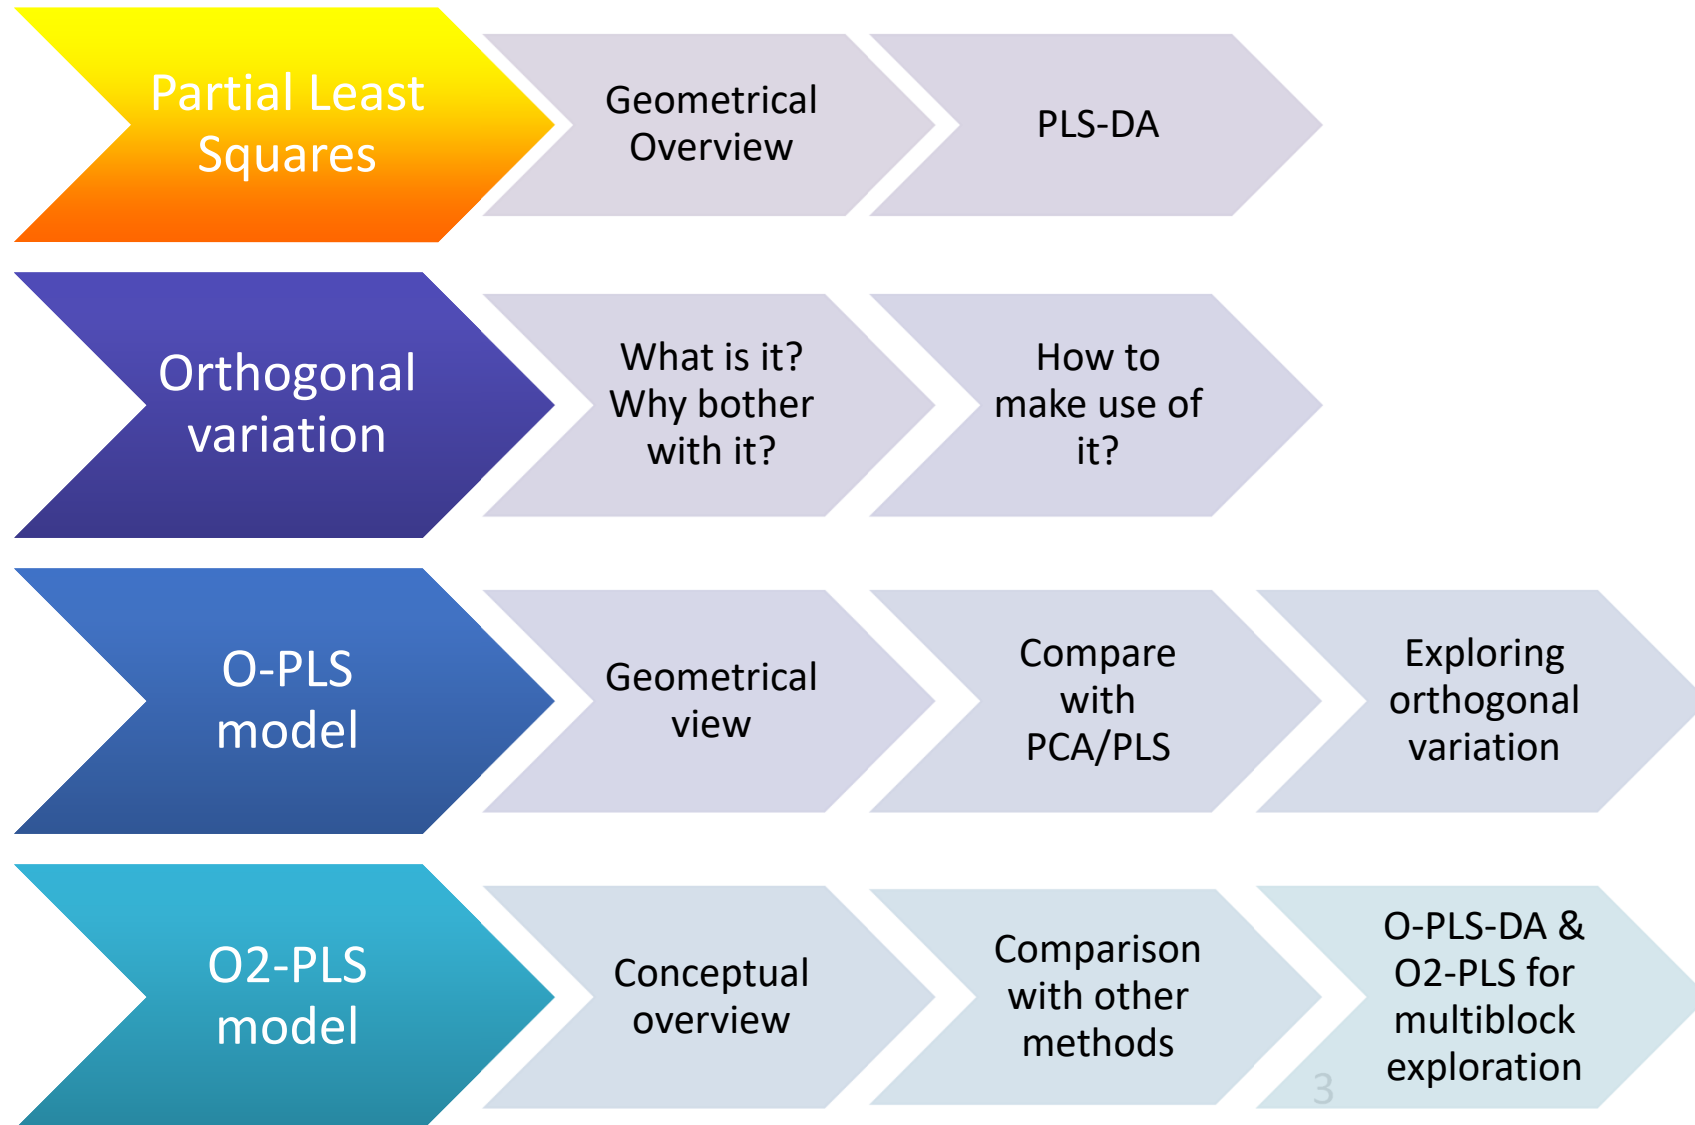 Partial Least
Squares
Geometrical
Overview
PLS-DA
Orthogonal
variation
What is it?
Why bother
with it?
How to
make use of
it?
O-PLS
model
Geometrical
view
Compare
with
PCA/PLS
Exploring
orthogonal
variation
O2-PLS
model
Conceptual
overview
Comparison
with other
methods
O-PLS-DA &
O2-PLS for
multiblock
exploration
3